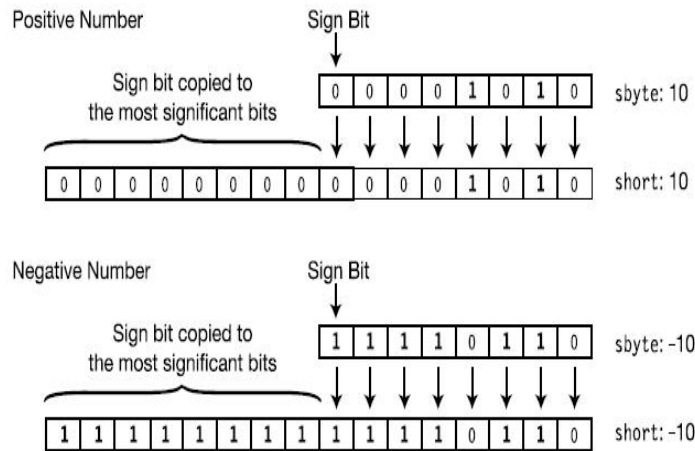 Positive Number Sign Bit
Sign bit copied to
the most significant bits
0 0 0 0 1 0 1 0 sbyte: 10
0 0 0 0 0 0 0 0 0 0 0 1 0 1 0 short: 10
Negative Number Sign Bit
Sign bit copied to
the most significant bits
1 1 1 1 0 1 1 0 sbyte: -10
1 1 1 1 1 1 1 1 1 1 1 0 1 1 0 short: -10